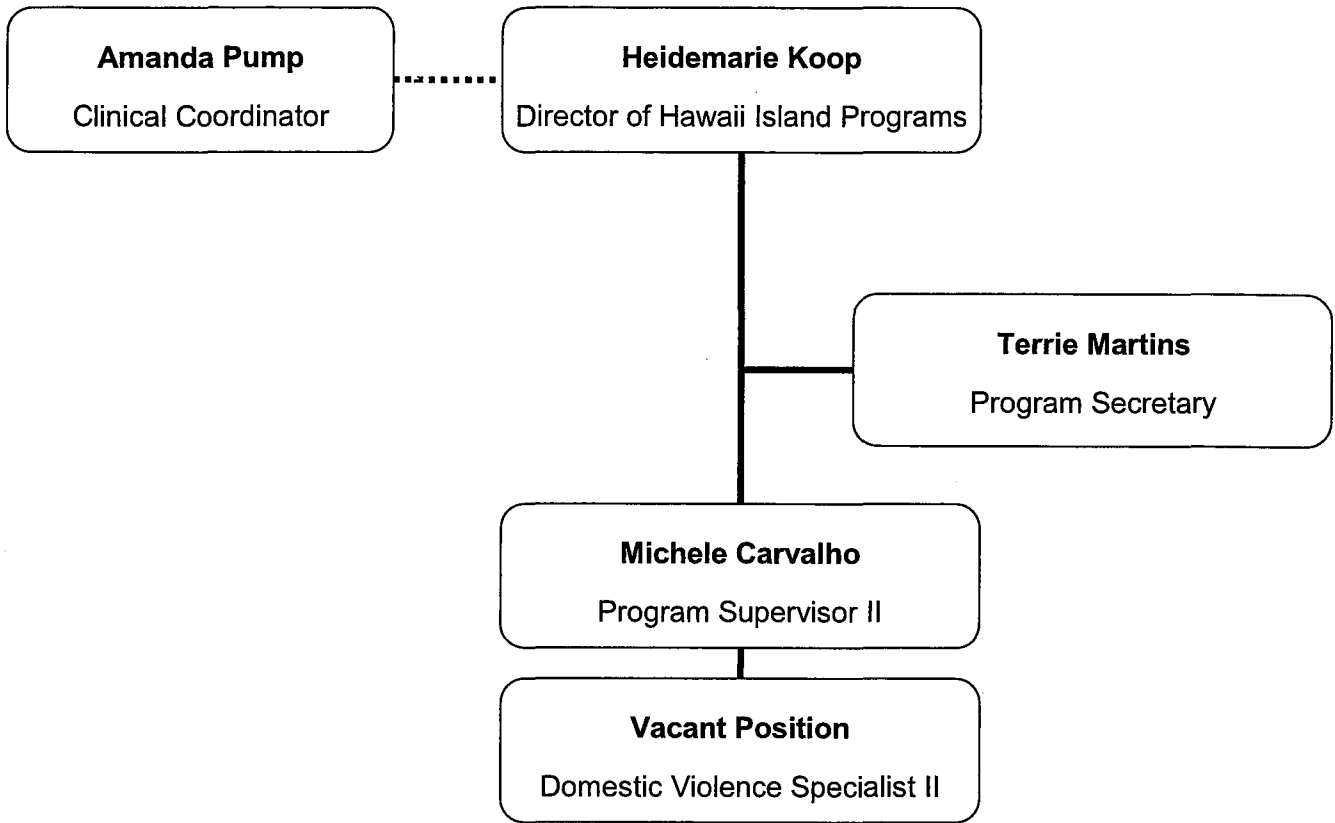 Amanda Pump
Clinical Coordinator
Heidemarie Koop
Director of Hawaii Island Programs
Terrie Martins
Program Secretary
Michele Carvalho
Program Supervisor II
Vacant Position
Domestic Violence Specialist II